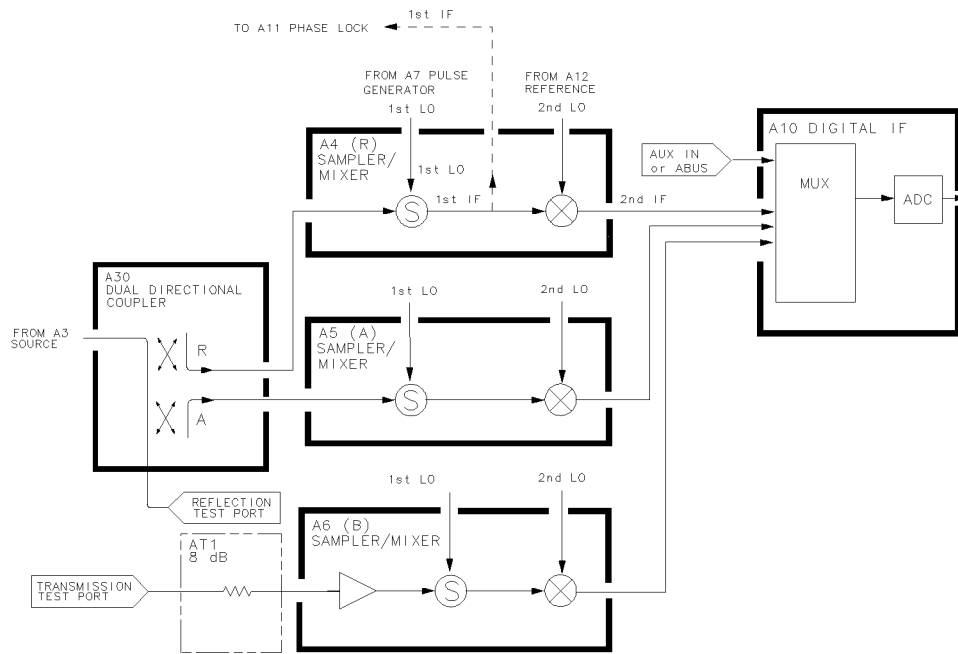 1st IF
TO A11 PHASE LOCK
FROM A7 PULSE
GENERATOR
1st LO
FROM A12
REFERENCE
2nd LO
A4 (R)
SAMPLER/
MIXER
1st LO
1st IF
S
2nd IF
AUX IN
or ABUS
A10 DIGITAL IF
MUX
ADC
A30
DUAL DIRECTIONAL
COUPLER
FROM A3
SOURCE
R
A
1st LO
2nd LO
A5 (A)
SAMPLER/
MIXER
S
REFLECTION
TEST PORT
1st LO
2nd LO
A6 (B)
SAMPLER/MIXER
S
AT1
8 dB
TRANSMISSION
TEST PORT